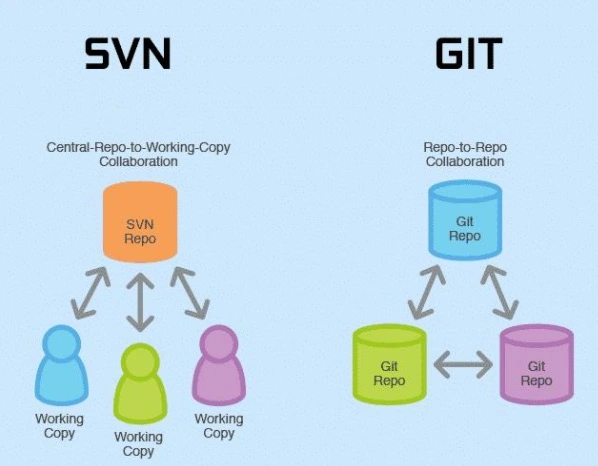 SVN
GIT
Central-Repo-to-Working-Copy
Collaboration
Repo-to-Repo
Collaboration
SVN
Repo
Git
Repo
Git
Repo
Git
Repo
Working
Copy
Working
Copy
Working
Copy